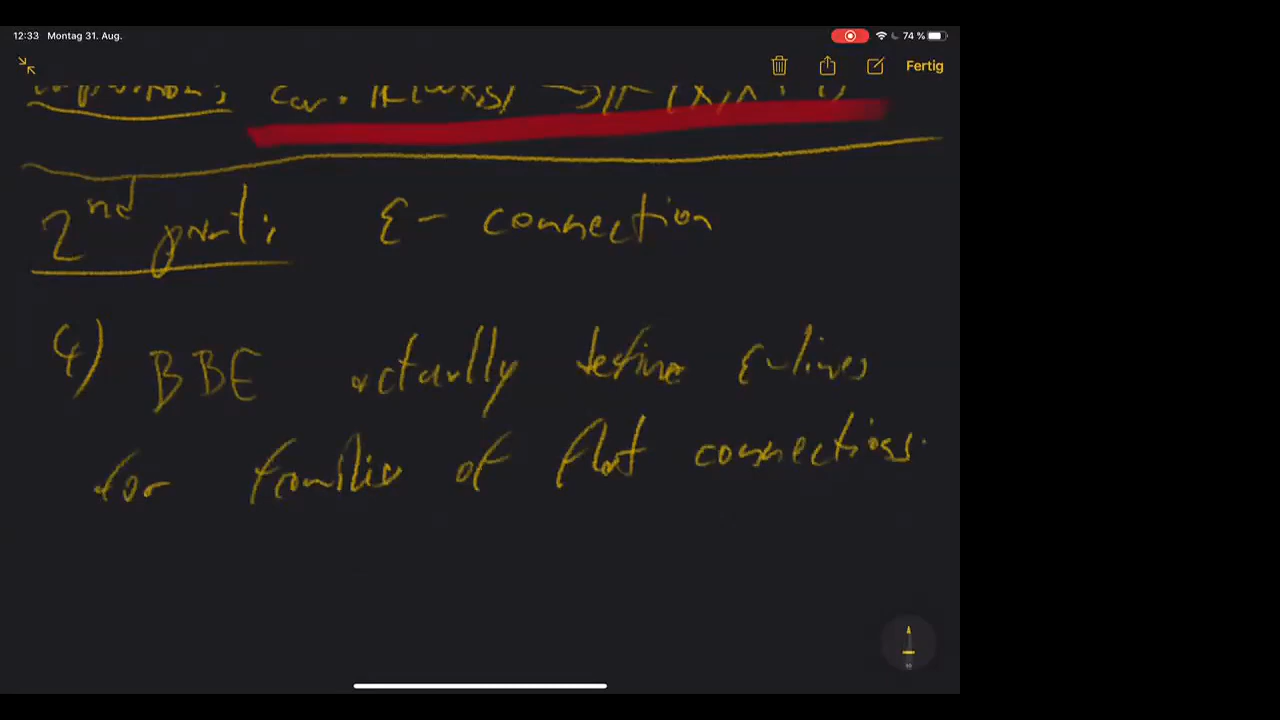 12:33 Montag 31. Aug. 74 %
Fertig
2nd part: ε- connection
4) BBE actually define ε-lines
for families of flat connections.